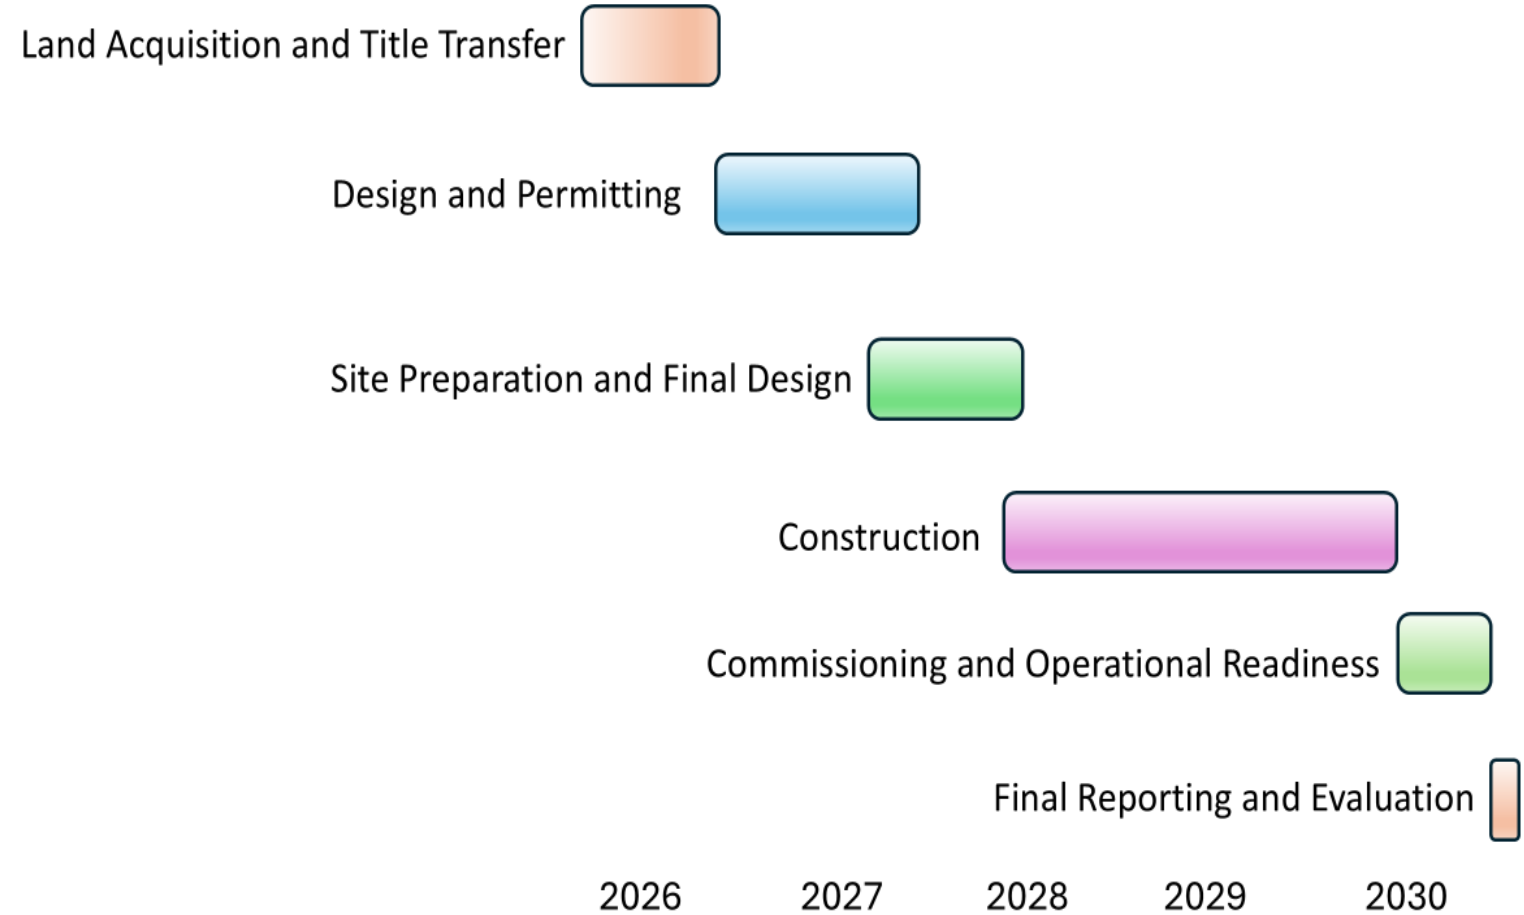 Land Acquisition and Title Transfer
Design and Permitting
Site Preparation and Final Design
Construction
Commissioning and Operational Readiness
Final Reporting and Evaluation
2026 2027 2028 2029 2030